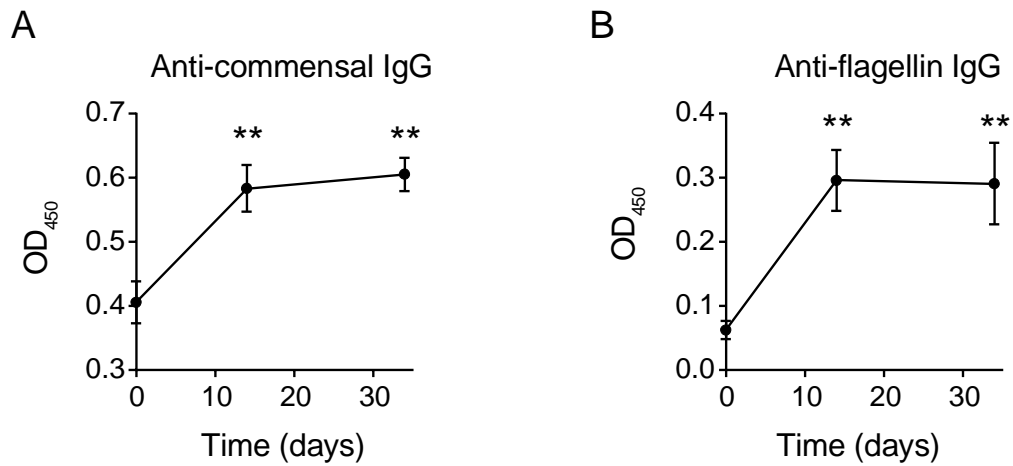 A
Anti-commensal IgG
0.7
0.6
0.5
0.4
0.3
OD450
** **
0 10 20 30
Time (days)
B
Anti-flagellin IgG
0.4
0.3
0.2
0.1
0.0
OD450
** **
0 10 20 30
Time (days)